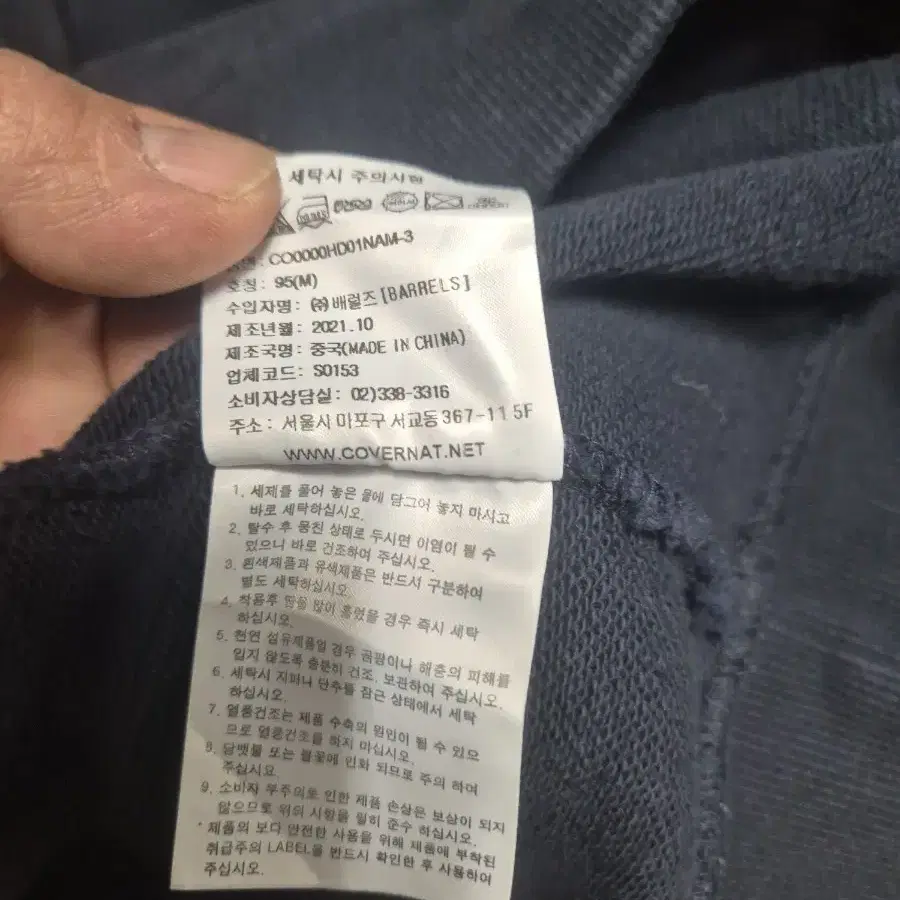 세탁시 주의사항
CO0000HD01NAM-3
호칭: 95(M)
수입자명: ㈜배럴즈[BARRELS]
제조년월: 2021.10
제조국명: 중국(MADE IN CHINA)
업체코드: S0153
소비자상담실: 02)338-3316
주소: 서울시 마포구 서교동 367-11 5F
WWW.COVERNAT.NET
1. 세제를 풀어 놓은 물에 담그어 놓지 마시고
바로 세탁하십시오.
2. 탈수 후 뭉친 상태로 두시면 이염이 될 수
있으니 바로 건조하여 주십시오.
3. 흰색제품과 유색제품은 반드시 구분하여
별도 세탁하십시오.
4. 착용후 땀을 많이 흘렸을 경우 즉시 세탁
하십시오.
5. 천연 섬유제품일 경우 곰팡이나 해충의 피해를
입지 않도록 충분히 건조. 보관하여 주십시오.
6. 세탁시 지퍼나 단추를 잠근 상태에서 세탁
하십시오.
7. 열풍건조는 제품 수축의 원인이 될 수 있으
므로 열풍건조를 하지 마십시오.
8. 담뱃불 또는 불꽃에 인화 되므로 주의 하여
주십시요.
9. 소비자 부주의로 인한 제품 손상은 보상이 되지
않으므로 위의 사항을 필히 준수 하십시오.
* 제품의 보다 안전한 사용을 위해 제품에 부착된
취급주의 LABEL을 반드시 확인한 후 사용하여
주십시오.